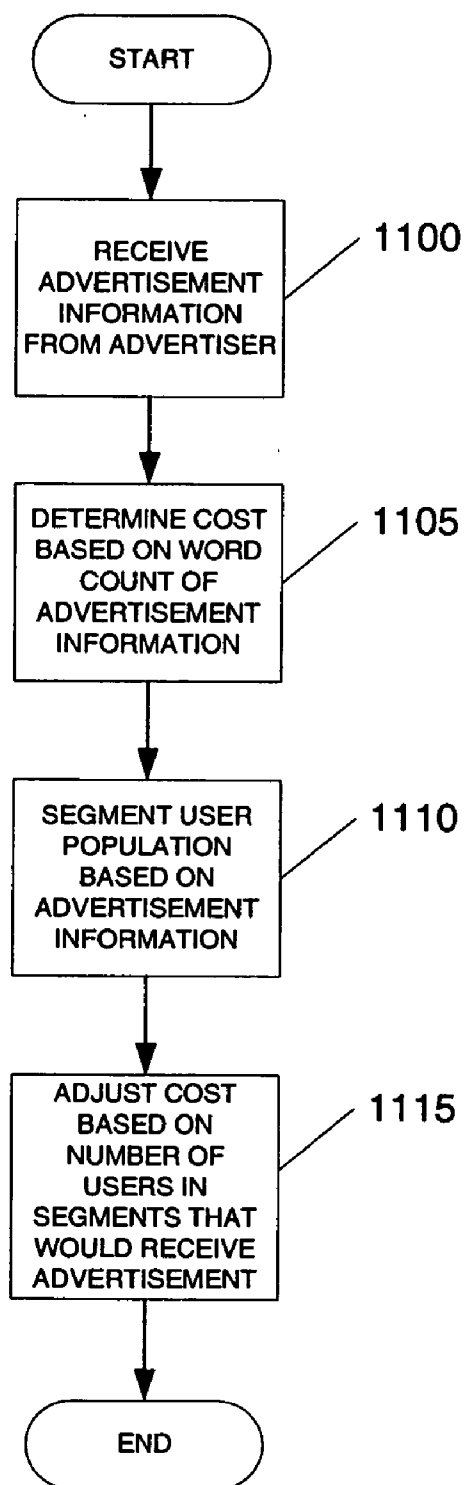 START
RECEIVE
ADVERTISEMENT
INFORMATION
FROM ADVERTISER
1100
DETERMINE COST
BASED ON WORD
COUNT OF
ADVERTISEMENT
INFORMATION
1105
SEGMENT USER
POPULATION
BASED ON
ADVERTISEMENT
INFORMATION
1110
ADJUST COST
BASED ON
NUMBER OF
USERS IN
SEGMENTS THAT
WOULD RECEIVE
ADVERTISEMENT
1115
END